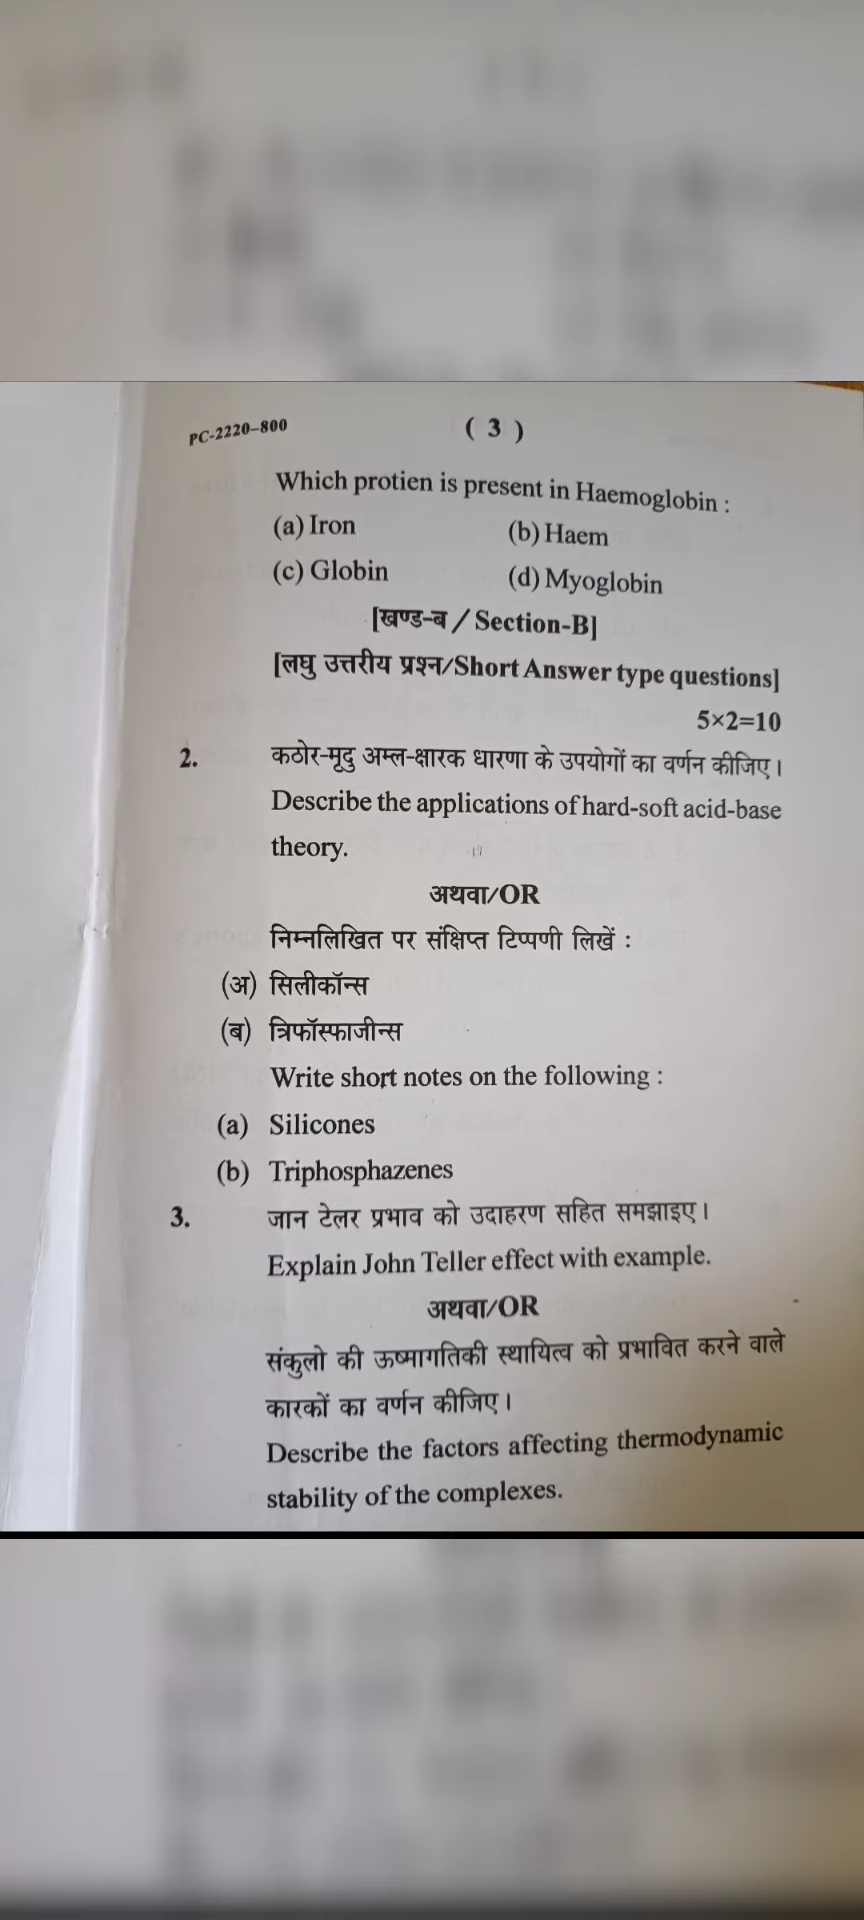 PC-2220-800 ( 3 )
Which protien is present in Haemoglobin :
(a) Iron (b) Haem
(c) Globin (d) Myoglobin
[खण्ड-ब / Section-B]
[लघु उत्तरीय प्रश्न/Short Answer type questions]
5×2=10
2. कठोर-मृदु अम्ल-क्षारक धारणा के उपयोगों का वर्णन कीजिए।
Describe the applications of hard-soft acid-base
theory.
अथवा/OR
निम्नलिखित पर संक्षिप्त टिप्पणी लिखें :
(अ) सिलीकॉन्स
(ब) त्रिफॉस्फाजीन्स
Write short notes on the following :
(a) Silicones
(b) Triphosphazenes
3. जान टेलर प्रभाव को उदाहरण सहित समझाइए।
Explain John Teller effect with example.
अथवा/OR
संकुलो की ऊष्मागतिकी स्थायित्व को प्रभावित करने वाले
कारकों का वर्णन कीजिए।
Describe the factors affecting thermodynamic
stability of the complexes.